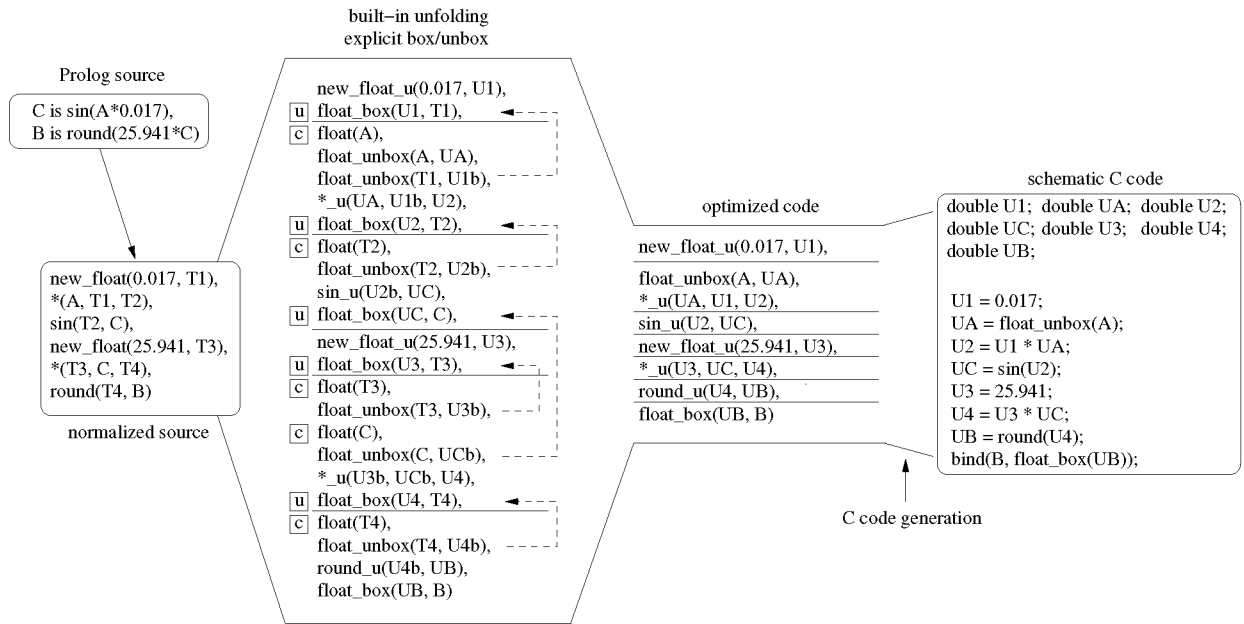 Prolog source
C is sin(A*0.017),
B is round(25.941*C)
new_float(0.017, T1),
*(A, T1, T2),
sin(T2, C),
new_float(25.941, T3),
*(T3, C, T4),
round(T4, B)
normalized source
built−in unfolding
explicit box/unbox
new_float_u(0.017, U1),
u float_box(U1, T1),
c float(A),
float_unbox(A, UA),
float_unbox(T1, U1b),
*_u(UA, U1b, U2),
u float_box(U2, T2),
c float(T2),
float_unbox(T2, U2b),
sin_u(U2b, UC),
u float_box(UC, C),
new_float_u(25.941, U3),
u float_box(U3, T3),
c float(T3),
float_unbox(T3, U3b),
c float(C),
float_unbox(C, UCb),
*_u(U3b, UCb, U4),
u float_box(U4, T4),
c float(T4),
float_unbox(T4, U4b),
round_u(U4b, UB),
float_box(UB, B)
optimized code
new_float_u(0.017, U1),
float_unbox(A, UA),
*_u(UA, U1, U2),
sin_u(U2, UC),
new_float_u(25.941, U3),
*_u(U3, UC, U4),
round_u(U4, UB),
float_box(UB, B)
schematic C code
double U1; double UA; double U2;
double UC; double U3; double U4;
double UB;
U1 = 0.017;
UA = float_unbox(A);
U2 = U1 * UA;
UC = sin(U2);
U3 = 25.941;
U4 = U3 * UC;
UB = round(U4);
bind(B, float_box(UB));
C code generation